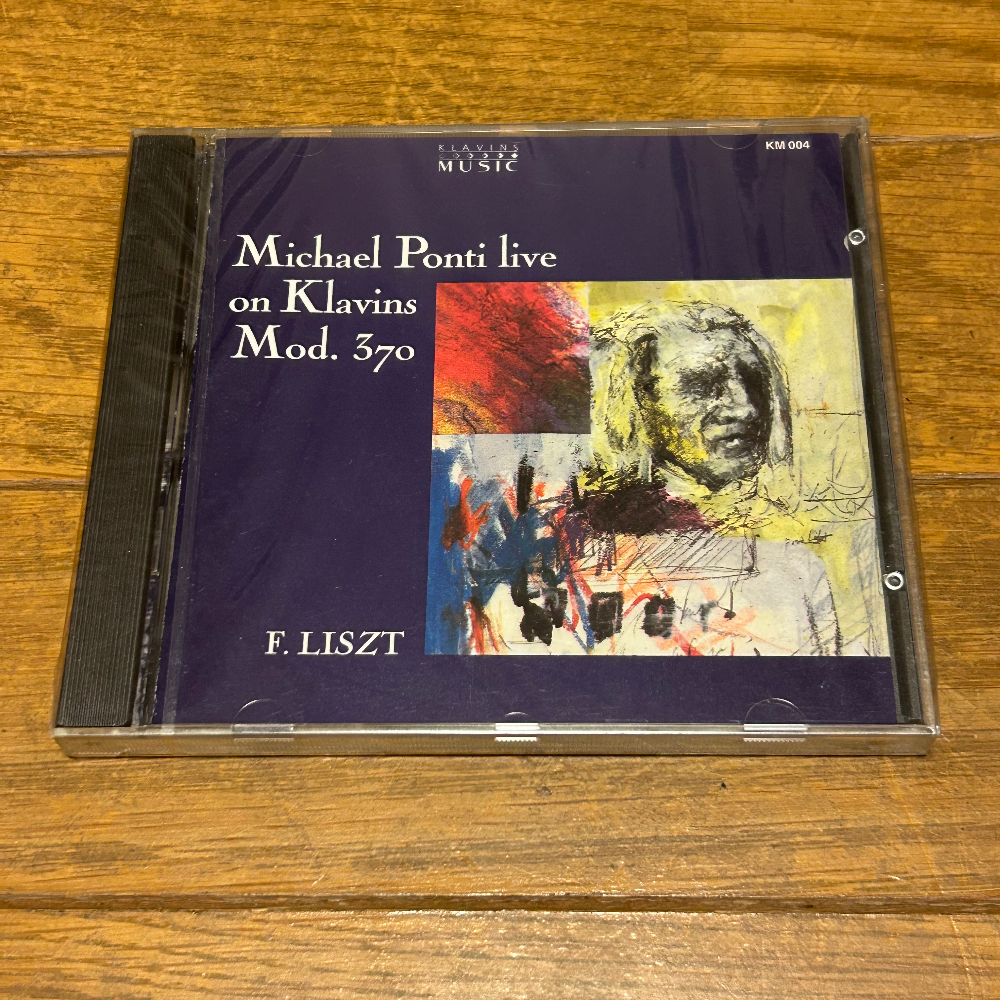 KLAVINS
MUSIC
KM 004
Michael Ponti live
on Klavins
Mod. 370
F. LISZT